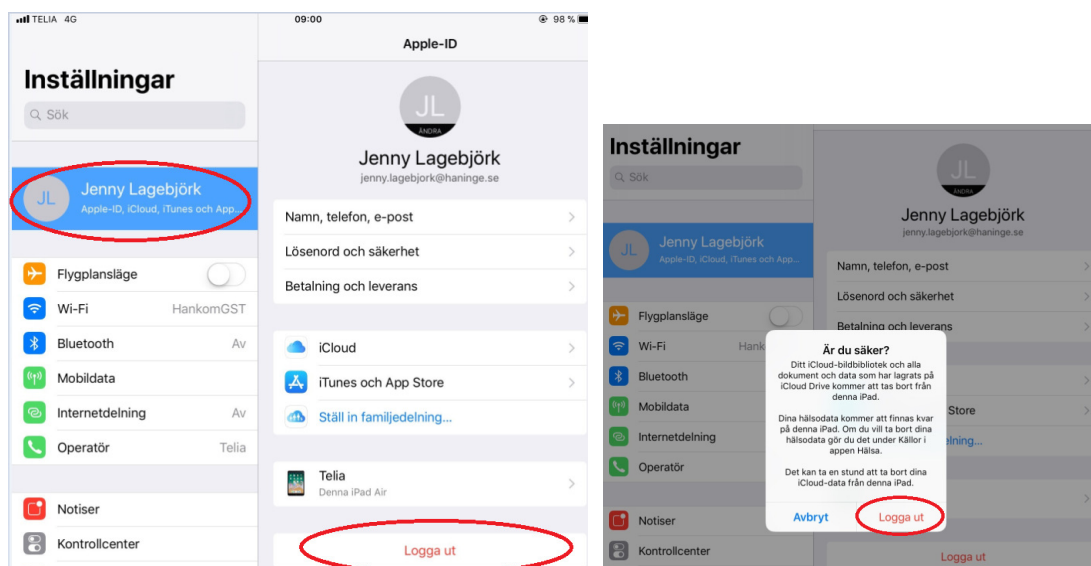 TELIA 4G
09:00
98 %
Inställningar
Sök
JL
Jenny Lagebjörk
Apple-ID, iCloud, iTunes och App...
Flygplansläge
Wi-Fi HankomGST
Bluetooth Av
Mobildata
Internetdelning Av
Operatör Telia
Notiser
Kontrollcenter
Apple-ID
JL
ÄNDRA
Jenny Lagebjörk
jenny.lagebjork@haninge.se
Namn, telefon, e-post
Lösenord och säkerhet
Betalning och leverans
iCloud
iTunes och App Store
Ställ in familjedelning...
Telia
Denna iPad Air
Logga ut
Inställningar
Sök
JL
Jenny Lagebjörk
Apple-ID, iCloud, iTunes och App...
Flygplansläge
Wi-Fi Hank
Bluetooth
Mobildata
Internetdelning
Operatör
Notiser
Kontrollcenter
JL
ÄNDRA
Jenny Lagebjörk
jenny.lagebjork@haninge.se
Namn, telefon, e-post
Lösenord och säkerhet
Betalning och leverans
Store
elning...
Logga ut
Är du säker?
Ditt iCloud-bildbibliotek och alla
dokument och data som har lagrats på
iCloud Drive kommer att tas bort från
denna iPad.
Dina hälsodata kommer att finnas kvar
på denna iPad. Om du vill ta bort dina
hälsodata gör du det under Källor i
appen Hälsa.
Det kan ta en stund att ta bort dina
iCloud-data från denna iPad.
Avbryt Logga ut